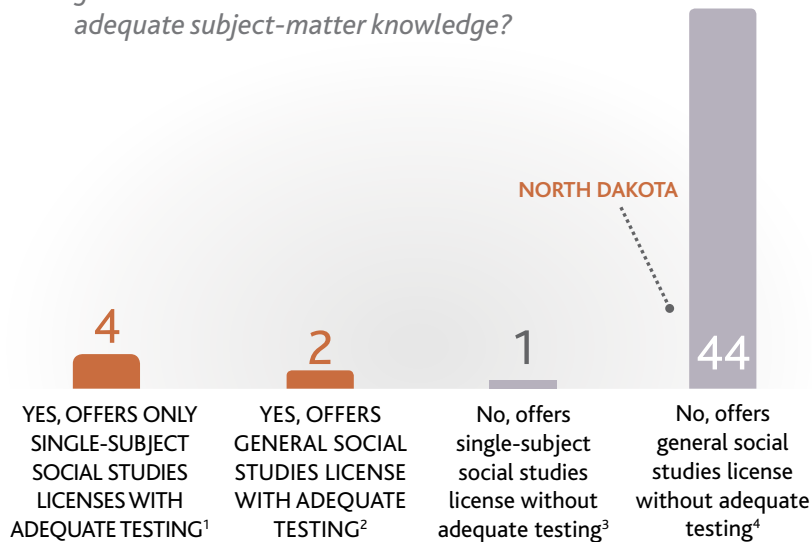 adequate subject-matter knowledge?
NORTH DAKOTA
4
2
1
44
YES, OFFERS ONLY
SINGLE-SUBJECT
SOCIAL STUDIES
LICENSES WITH
ADEQUATE TESTING¹
YES, OFFERS
GENERAL SOCIAL
STUDIES LICENSE
WITH ADEQUATE
TESTING²
No, offers
single-subject
social studies
license without
adequate testing³
No, offers
general social
studies license
without adequate
testing⁴